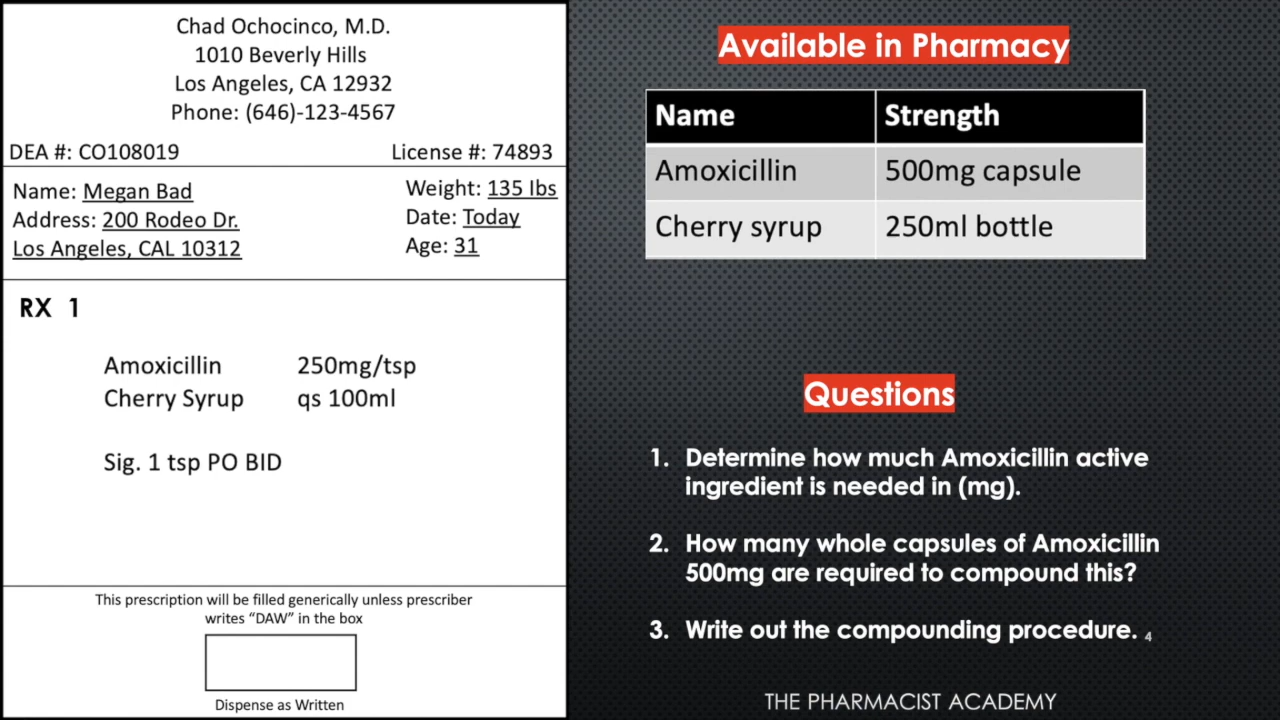 Chad Ochocinco, M.D.
1010 Beverly Hills
Los Angeles, CA 12932
Phone: (646)-123-4567
DEA #: CO108019
License #: 74893
Name: Megan Bad
Address: 200 Rodeo Dr.
Los Angeles, CAL 10312
Weight: 135 lbs
Date: Today
Age: 31
RX 1
Amoxicillin 250mg/tsp
Cherry Syrup qs 100ml
Sig. 1 tsp PO BID
This prescription will be filled generically unless prescriber
writes “DAW” in the box
Dispense as Written
Available in Pharmacy
Name Strength
Amoxicillin 500mg capsule
Cherry syrup 250ml bottle
Questions
1. Determine how much Amoxicillin active
ingredient is needed in (mg).
2. How many whole capsules of Amoxicillin
500mg are required to compound this?
3. Write out the compounding procedure. 4
THE PHARMACIST ACADEMY